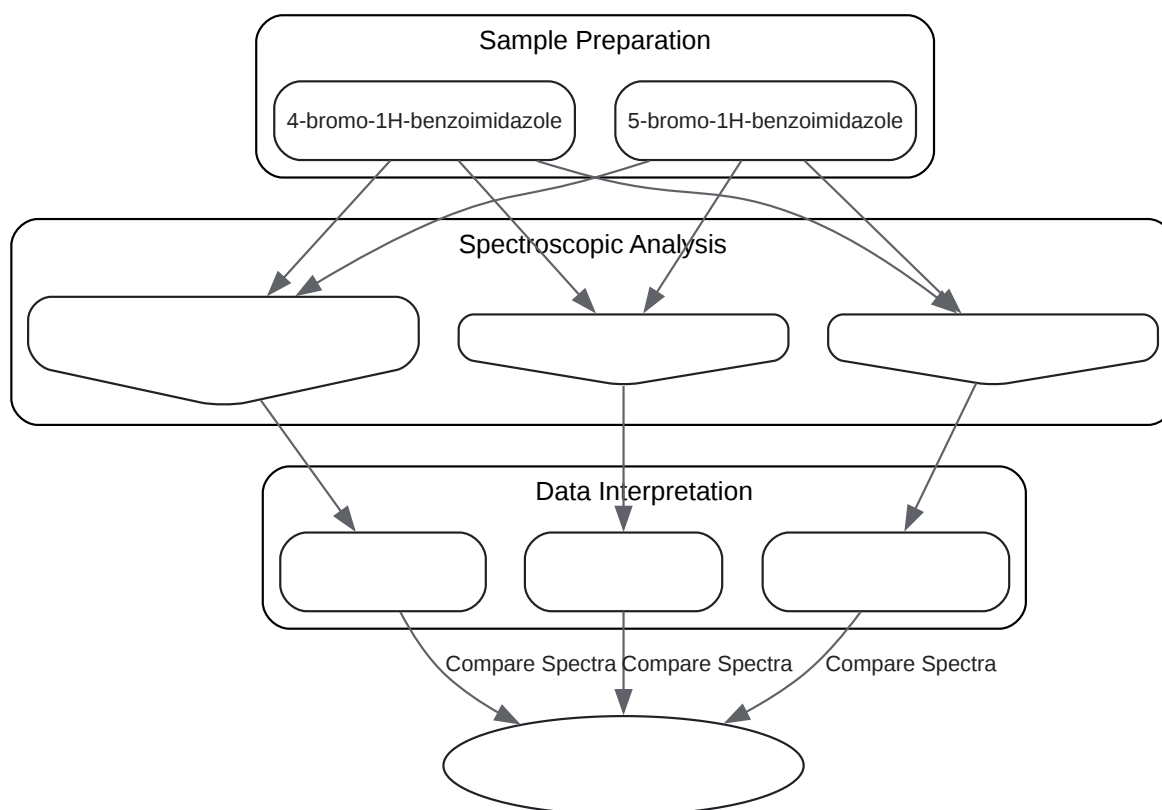 Sample Preparation
4-bromo-1H-benzoimidazole
5-bromo-1H-benzoimidazole
Spectroscopic Analysis
Data Interpretation
Compare Spectra
Compare Spectra
Compare Spectra